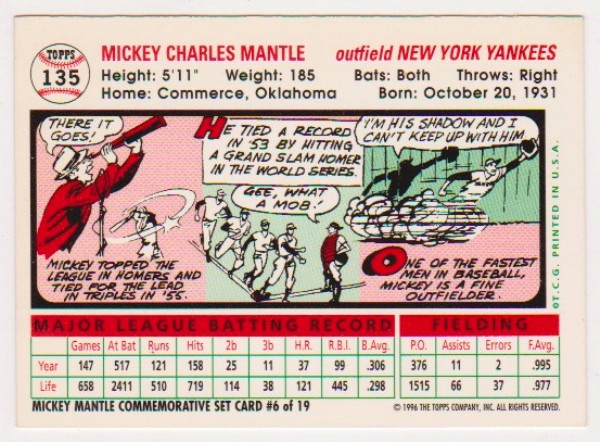 TOPPS
135
MICKEY CHARLES MANTLE
outfield NEW YORK YANKEES
Height: 5'11" Weight: 185 Bats: Both Throws: Right
Home: Commerce, Oklahoma Born: October 20, 1931
THERE IT
GOES!
MICKEY TOPPED THE
LEAGUE IN HOMERS AND
TIED FOR THE LEAD
IN TRIPLES IN '55.
HE TIED A RECORD
IN '53 BY HITTING
A GRAND SLAM HOMER
IN THE WORLD SERIES.
GEE, WHAT
A MOB!
I'M HIS SHADOW AND I
CAN'T KEEP UP WITH HIM
ONE OF THE FASTEST
MEN IN BASEBALL,
MICKEY IS A FINE
OUTFIELDER.
©T.C.G. PRINTED IN U.S.A.
MAJOR LEAGUE BATTING RECORD FIELDING
Games At Bat Runs Hits 2b 3b H.R. R.B.I. B.Avg. P.O. Assists Errors F.Avg.
Year 147 517 121 158 25 11 37 99 .306 376 11 2 .995
Life 658 2411 510 719 114 38 121 445 .298 1515 66 37 .977
MICKEY MANTLE COMMEMORATIVE SET CARD #6 of 19
© 1996 THE TOPPS COMPANY, INC. ALL RIGHTS RESERVED.